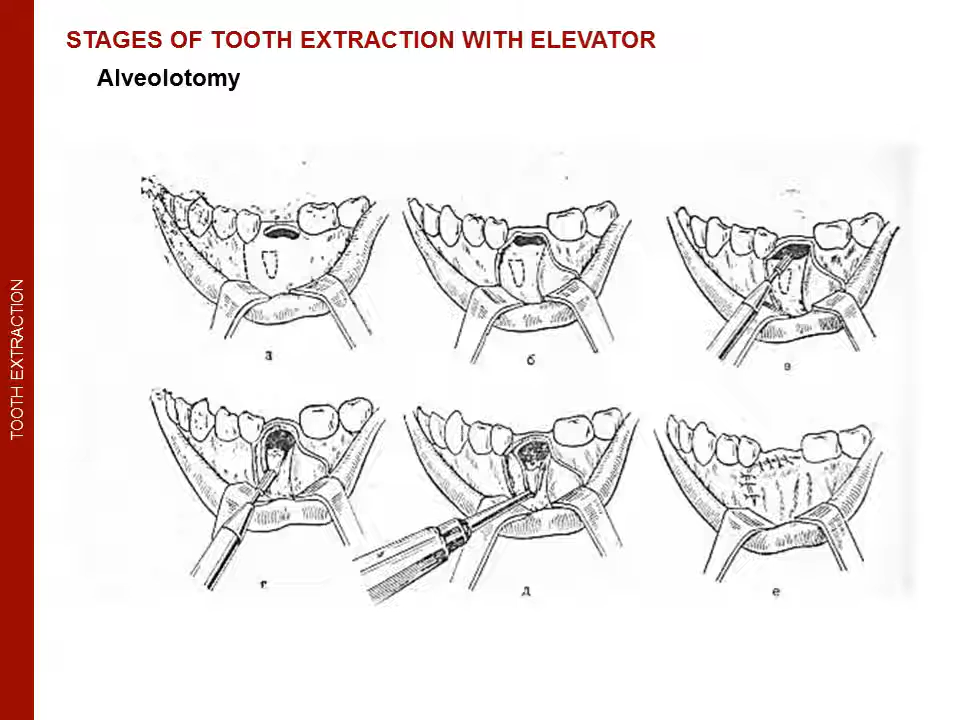 STAGES OF TOOTH EXTRACTION WITH ELEVATOR
Alveolotomy
TOOTH EXTRACTION
а
б
в
г
д
е